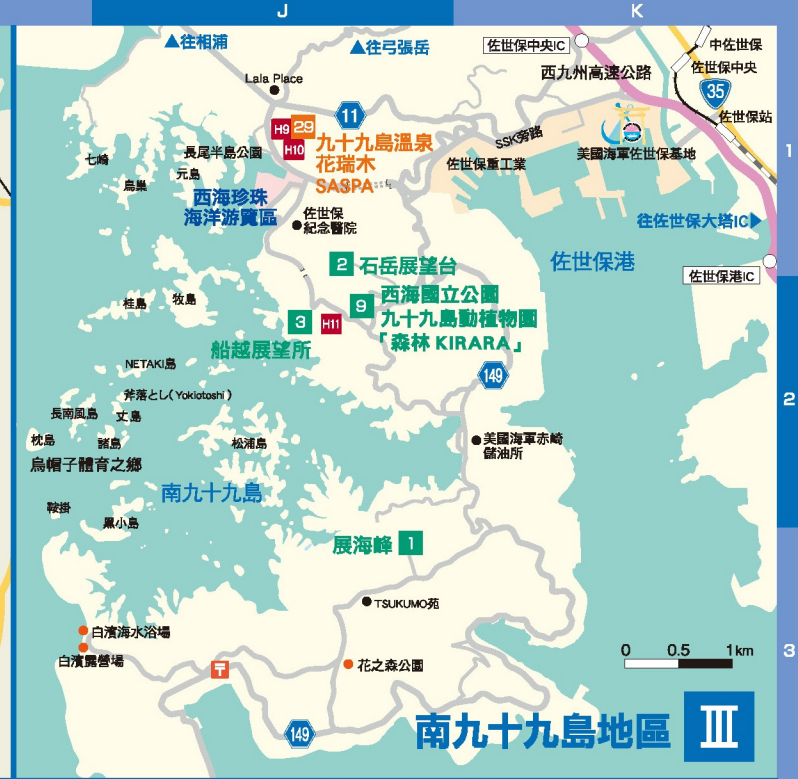 J
K
▲往相浦
▲往弓張岳
佐世保中央IC
中佐世保
佐世保中央
西九州高速公路
35
佐世保站
Lala Place
11
H9
29
H10
九十九島溫泉
花瑞木
SASPA
SSK旁路
美國海軍佐世保基地
1
七崎
長尾半島公園
元島
烏巢
佐世保重工業
西海珍珠
海洋游覽區
佐世保
紀念醫院
往佐世保大塔IC▶
佐世保港
佐世保港IC
2
石岳展望台
9
西海國立公園
九十九島動植物園
「森林 KIRARA」
桂島
牧島
3
H11
船越展望所
NETAKI島
149
斧落とし(Yokiotoshi)
2
長南風島
丈島
枕島
諸島
松浦島
美國海軍赤崎
儲油所
烏帽子體育之鄉
南九十九島
鞍掛
黑小島
展海峰
1
TSUKUMO苑
白濱海水浴場
白濱露營場
〒
花之森公園
0
0.5
1km
3
149
南九十九島地區
Ⅲ